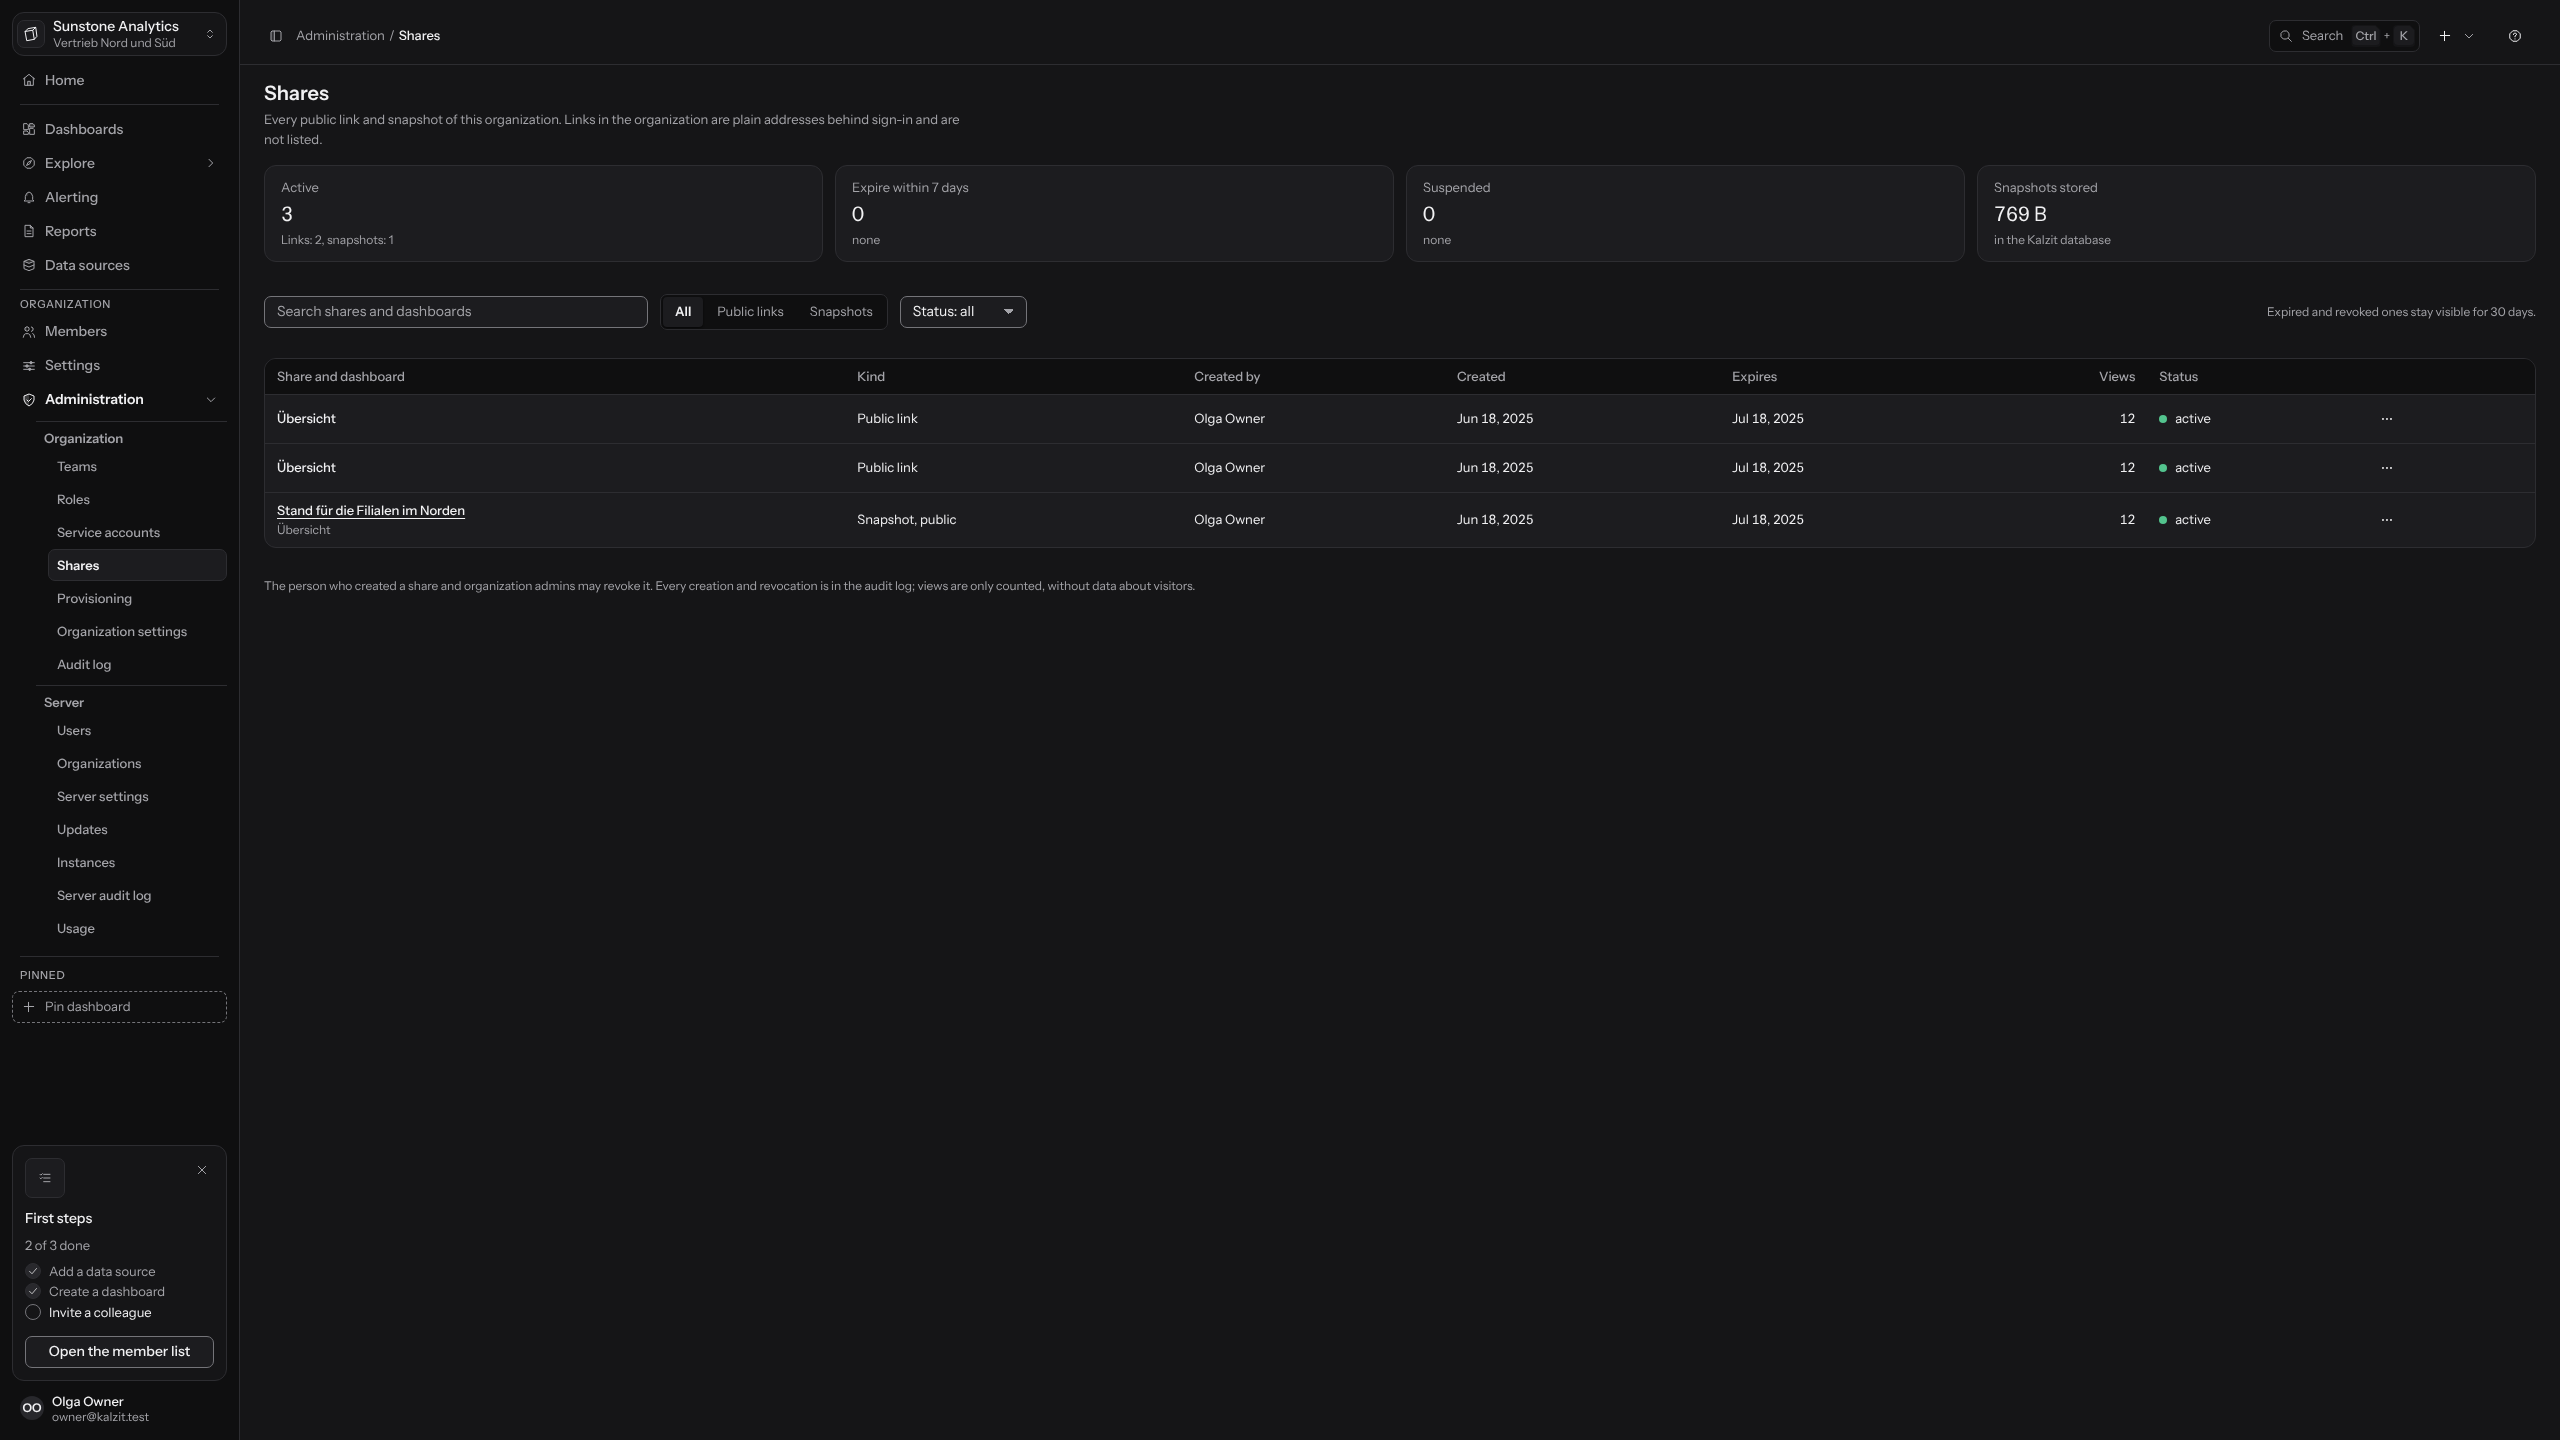 Sunstone Analytics
Vertrieb Nord und Süd
Home
Dashboards
Explore
Alerting
Reports
Data sources
ORGANIZATION
Members
Settings
Administration
Organization
Teams
Roles
Service accounts
Shares
Provisioning
Organization settings
Audit log
Server
Users
Organizations
Server settings
Updates
Instances
Server audit log
Usage
PINNED
Pin dashboard
First steps
2 of 3 done
Add a data source
Create a dashboard
Invite a colleague
Open the member list
OO
Olga Owner
owner@kalzit.test
Administration / Shares
Search Ctrl + K
Shares
Every public link and snapshot of this organization. Links in the organization are plain addresses behind sign-in and are
not listed.
Active
3
Links: 2, snapshots: 1
Expire within 7 days
0
none
Suspended
0
none
Snapshots stored
769 B
in the Kalzit database
Search shares and dashboards
All Public links Snapshots
Status: all
Expired and revoked ones stay visible for 30 days.
Share and dashboard Kind Created by Created Expires Views Status
Übersicht Public link Olga Owner Jun 18, 2025 Jul 18, 2025 12 active
Übersicht Public link Olga Owner Jun 18, 2025 Jul 18, 2025 12 active
Stand für die Filialen im Norden Snapshot, public Olga Owner Jun 18, 2025 Jul 18, 2025 12 active
Übersicht
The person who created a share and organization admins may revoke it. Every creation and revocation is in the audit log; views are only counted, without data about visitors.